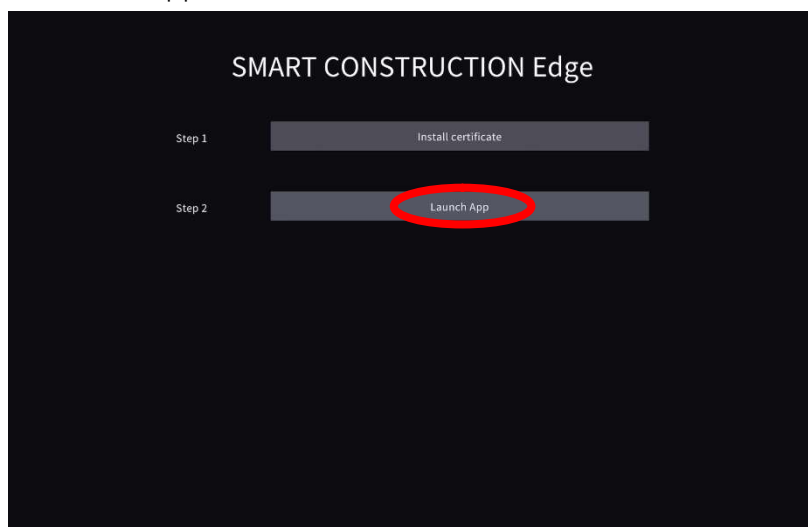 SMART CONSTRUCTION Edge
Step 1 Install certificate
Step 2 Launch App